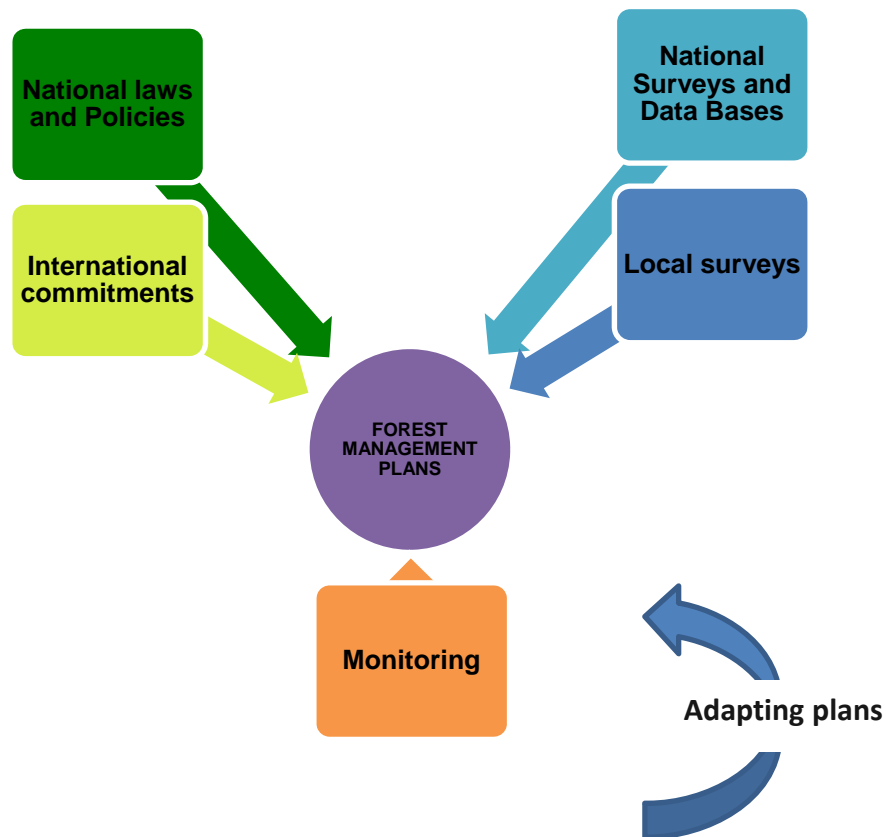 National laws
and Policies
National
Surveys and
Data Bases
International
commitments
Local surveys
FOREST
MANAGEMENT
PLANS
Monitoring
Adapting plans